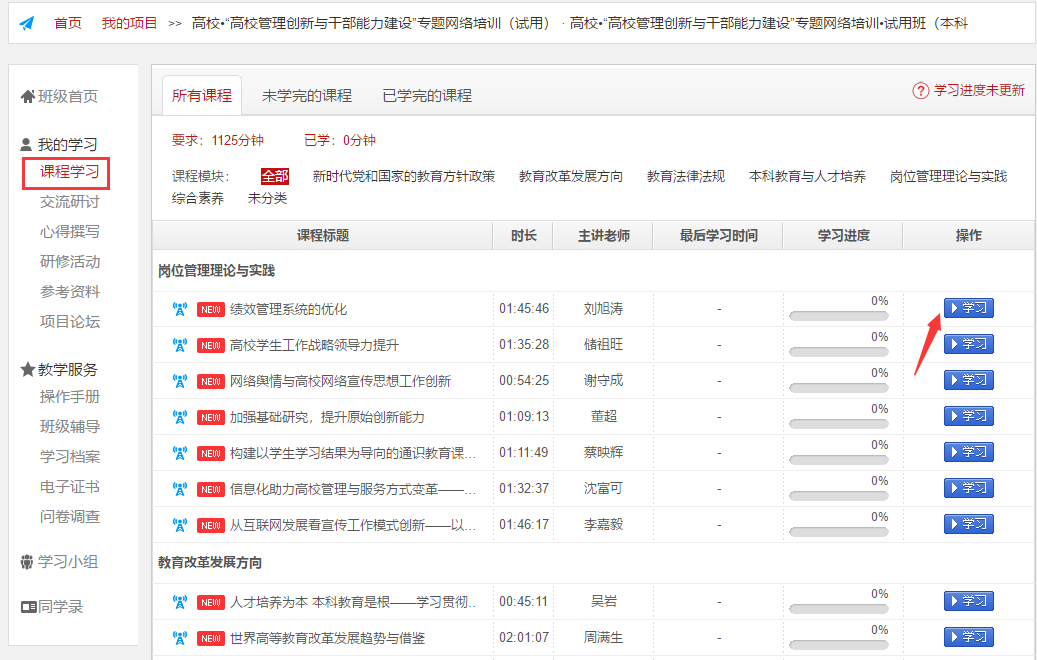 首页 我的项目 >> 高校•“高校管理创新与干部能力建设”专题网络培训（试用） · 高校•“高校管理创新与干部能力建设”专题网络培训•试用班（本科
班级首页
我的学习
课程学习
交流研讨
心得撰写
研修活动
参考资料
项目论坛
教学服务
操作手册
班级辅导
学习档案
电子证书
问卷调查
学习小组
同学录
所有课程 未学完的课程 已学完的课程 ? 学习进度未更新
要求：1125分钟 已学：0分钟
课程模块： 全部 新时代党和国家的教育方针政策 教育改革发展方向 教育法律法规 本科教育与人才培养 岗位管理理论与实践
综合素养 未分类
课程标题 时长 主讲老师 最后学习时间 学习进度 操作
岗位管理理论与实践
NEW 绩效管理系统的优化 01:45:46 刘旭涛 - 0% 学习
NEW 高校学生工作战略领导力提升 01:35:28 储祖旺 - 0% 学习
NEW 网络舆情与高校网络宣传思想工作创新 00:54:25 谢守成 - 0% 学习
NEW 加强基础研究，提升原始创新能力 01:09:13 董超 - 0% 学习
NEW 构建以学生学习结果为导向的通识教育课... 01:11:49 蔡映辉 - 0% 学习
NEW 信息化助力高校管理与服务方式变革——... 01:32:37 沈富可 - 0% 学习
NEW 从互联网发展看宣传工作模式创新——以... 01:46:17 李嘉毅 - 0% 学习
教育改革发展方向
NEW 人才培养为本 本科教育是根——学习贯彻.. 00:45:11 吴岩 - 0% 学习
NEW 世界高等教育改革发展趋势与借鉴 02:01:07 周满生 - 0% 学习